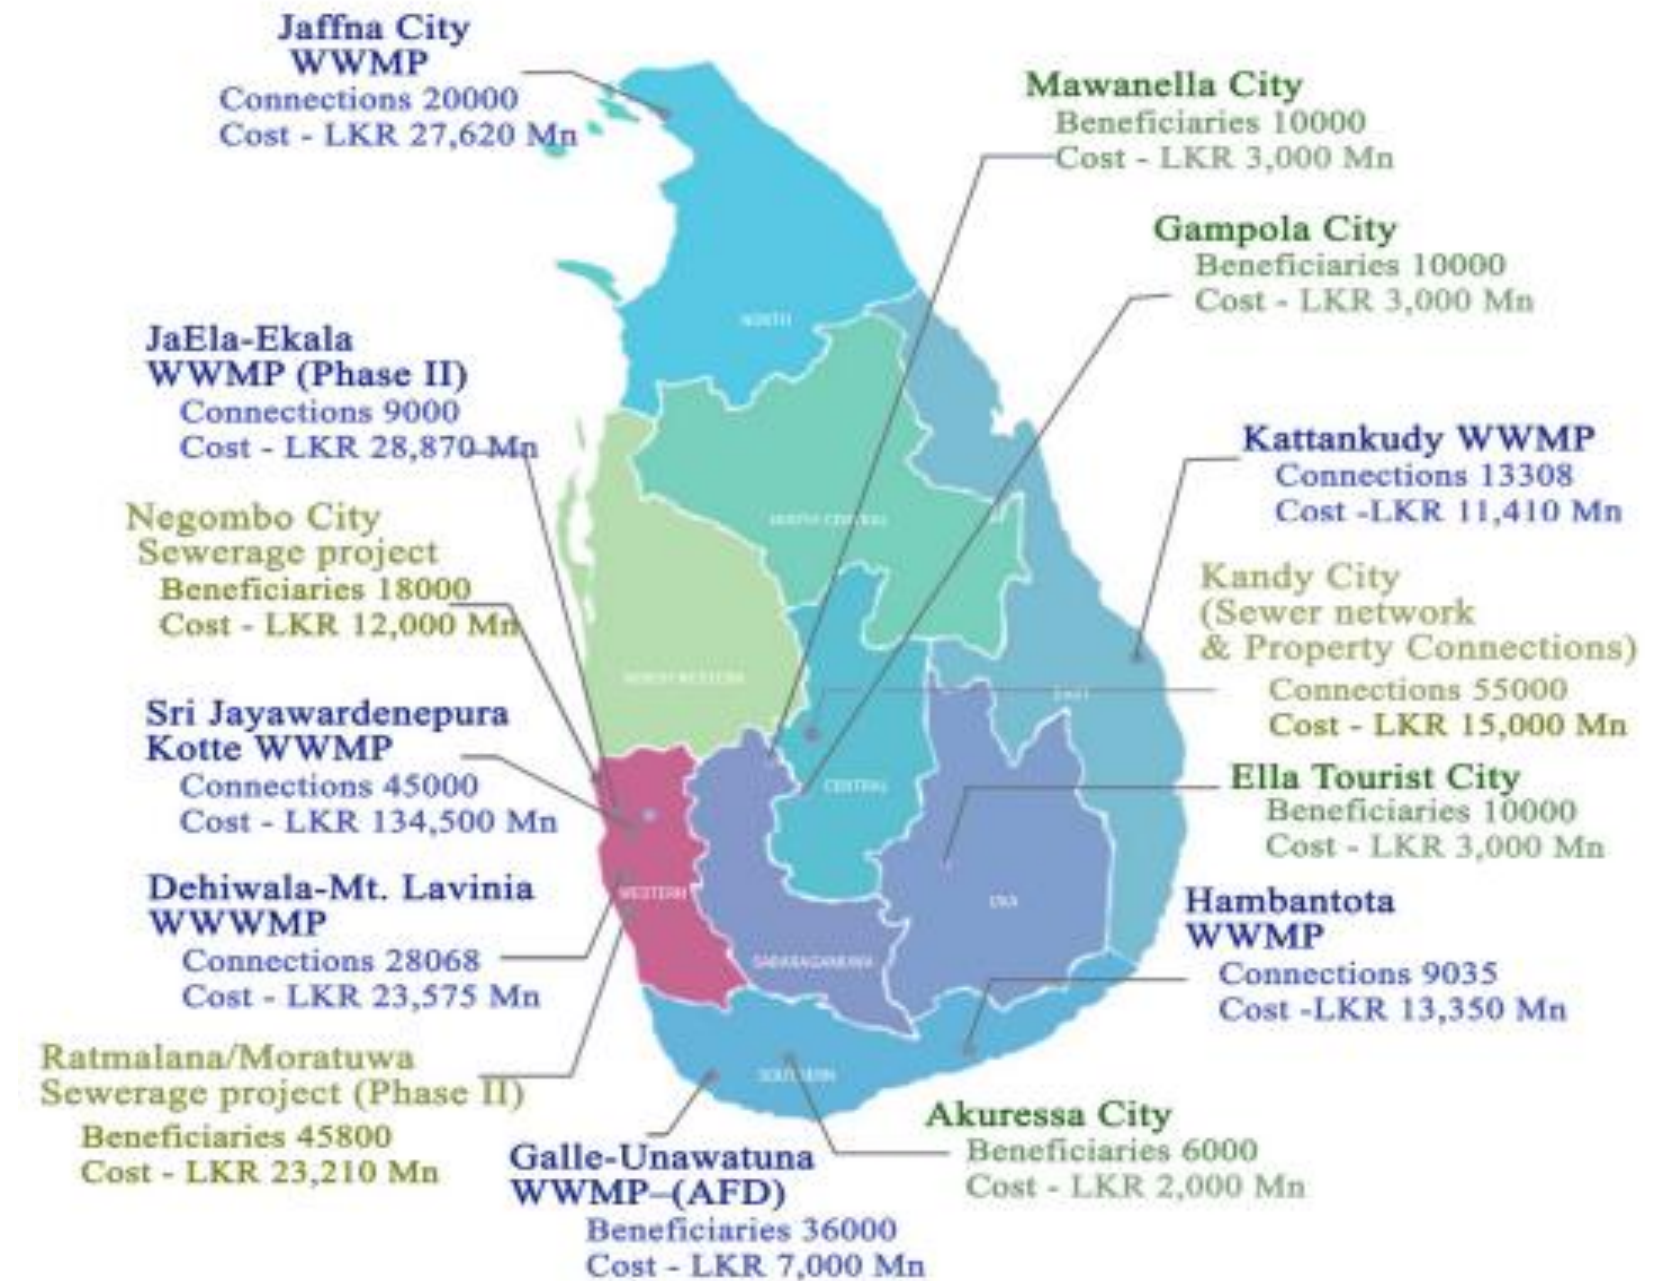 Jaffna City
WWMP
Connections 20000
Cost - LKR 27,620 Mn
Mawanella City
Beneficiaries 10000
Cost - LKR 3,000 Mn
Gampola City
Beneficiaries 10000
Cost - LKR 3,000 Mn
JaEla-Ekala
WWMP (Phase II)
Connections 9000
Cost - LKR 28,870 Mn
Kattankudy WWMP
Connections 13308
Cost -LKR 11,410 Mn
Negombo City
Sewerage project
Beneficiaries 18000
Cost - LKR 12,000 Mn
Kandy City
(Sewer network
& Property Connections)
Connections 55000
Cost - LKR 15,000 Mn
Sri Jayawardenepura
Kotte WWMP
Connections 45000
Cost - LKR 134,500 Mn
Ella Tourist City
Beneficiaries 10000
Cost - LKR 3,000 Mn
Dehiwala-Mt. Lavinia
WWWMP
Connections 28068
Cost - LKR 23,575 Mn
Hambantota
WWMP
Connections 9035
Cost -LKR 13,350 Mn
Ratmalana/Moratuwa
Sewerage project (Phase II)
Beneficiaries 45800
Cost - LKR 23,210 Mn
Galle-Unawatuna
WWMP–(AFD)
Beneficiaries 36000
Cost - LKR 7,000 Mn
Akuressa City
Beneficiaries 6000
Cost - LKR 2,000 Mn
NORTH
NORTH CENTRAL
NORTH WESTERN
EAST
CENTRAL
WESTERN
UVA
SABARAGAMUWA
SOUTHERN